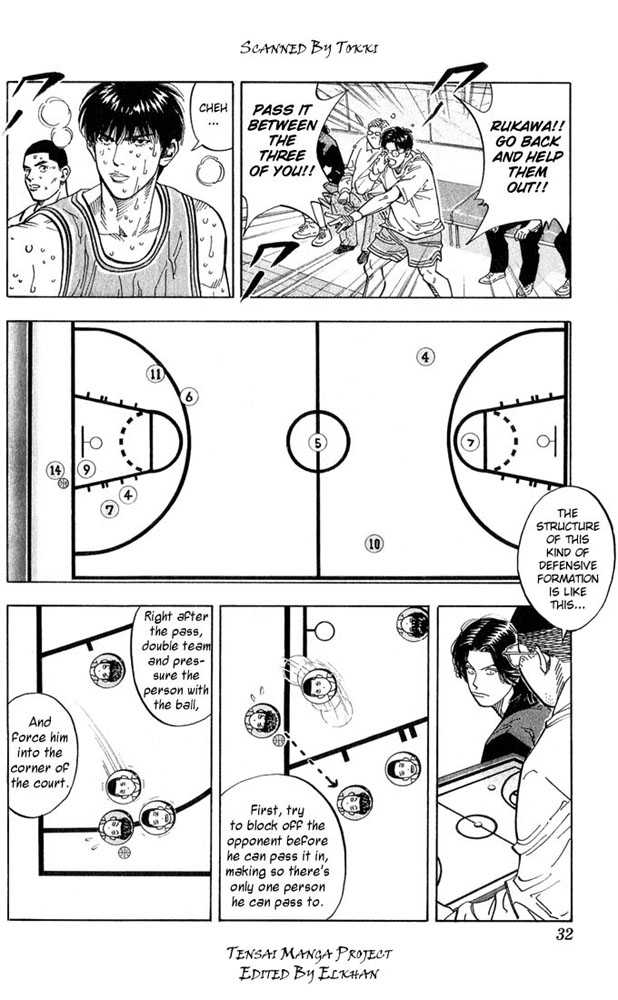 Scanned By Tokki
RUKAWA!!
GO BACK
AND HELP
THEM
OUT!!
PASS IT
BETWEEN
THE
THREE
OF YOU!!
CHEH
...
4
11
6
5
7
14
9
4
7
10
THE
STRUCTURE
OF THIS
KIND OF
DEFENSIVE
FORMATION
IS LIKE
THIS...
First, try
to block off the
opponent before
he can pass it in,
making so there's
only one person
he can pass to.
Right after
the pass,
double team
and pres-
sure the
person with
the ball,
And
force him
into the
corner of
the court.
32
Tensai Manga Project
Edited By Elkhan